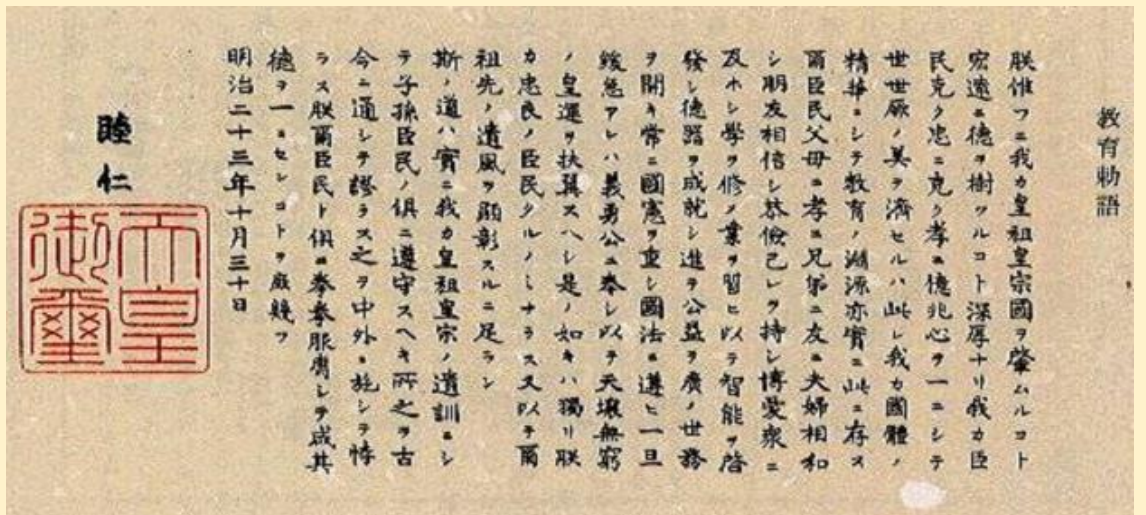 教育勅語
朕惟フニ我カ皇祖皇宗國ヲ肇ムルコト
宏遠ニ德ヲ樹ツルコト深厚ナリ我カ臣
民克ク忠ニ克ク孝ニ億兆心ヲ一ニシテ
世世厥ノ美ヲ濟セルハ此レ我カ國體ノ
精華ニシテ教育ノ淵源亦實ニ此ニ存ス
爾臣民父母ニ孝ニ兄弟ニ友ニ夫婦相和
シ朋友相信シ恭儉己レヲ持シ博愛衆ニ
及ホシ學ヲ修メ業ヲ習ヒ以テ智能ヲ啓
發シ德器ヲ成就シ進テ公益ヲ廣メ世務
ヲ開キ常ニ國憲ヲ重シ國法ニ遵ヒ一旦
緩急アレハ義勇公ニ奉シ以テ天壤無窮
ノ皇運ヲ扶翼スヘシ是ノ如キハ獨リ朕
カ忠良ノ臣民タルノミナラス又以テ爾
祖先ノ遺風ヲ顯彰スルニ足ラン
斯ノ道ハ實ニ我カ皇祖皇宗ノ遺訓ニシ
テ子孫臣民ノ俱ニ遵守スヘキ所之ヲ古
今ニ通シテ謬ラス之ヲ中外ニ施シテ悖
ラス朕爾臣民ト俱ニ拳拳服膺シテ咸其
德ヲ一ニセンコトヲ庶幾フ
明治二十三年十月三十日
睦仁
天皇
御璽